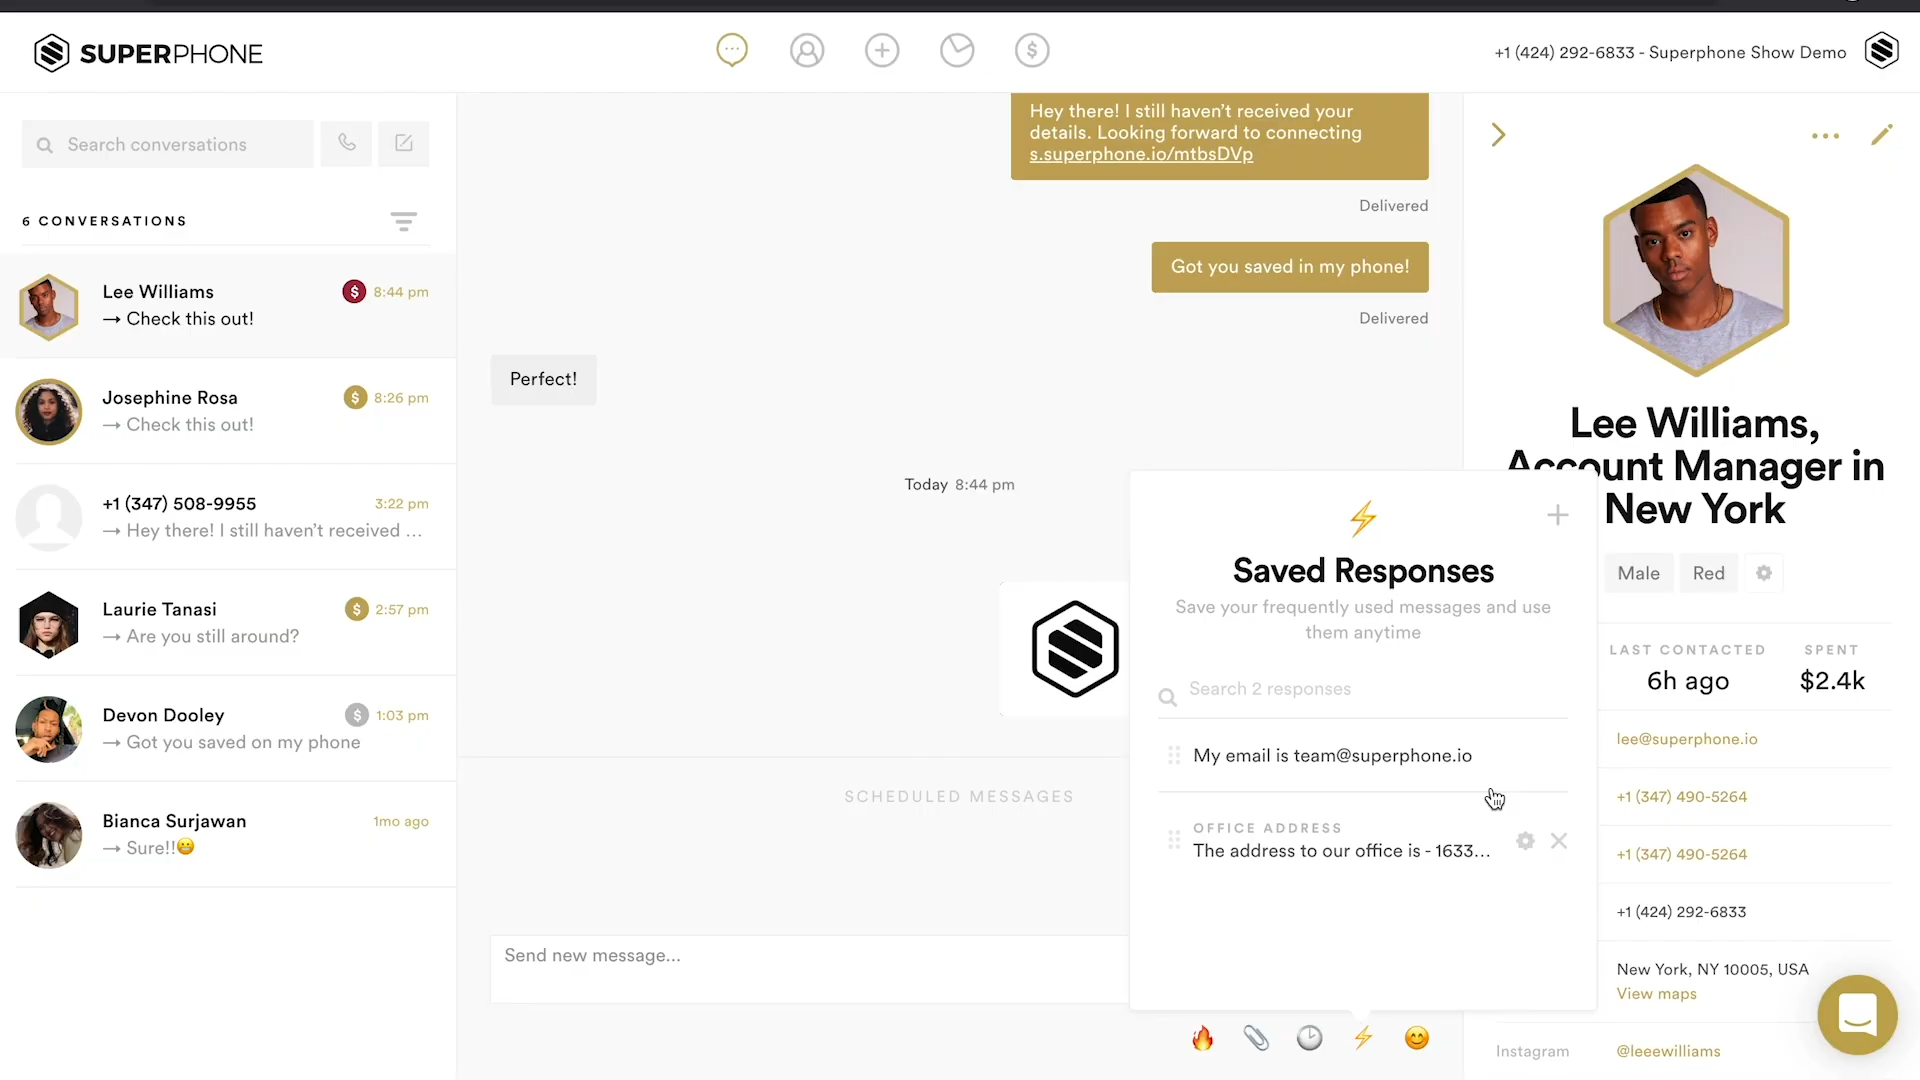 SUPERPHONE
$
+1 (424) 292-6833 - Superphone Show Demo
Search conversations
6 CONVERSATIONS
Lee Williams
$ 8:44 pm
→ Check this out!
Josephine Rosa
$ 8:26 pm
→ Check this out!
+1 (347) 508-9955
3:22 pm
→ Hey there! I still haven’t received ...
Laurie Tanasi
$ 2:57 pm
→ Are you still around?
Devon Dooley
$ 1:03 pm
→ Got you saved on my phone
Bianca Surjawan
1mo ago
→ Sure!!😬
Hey there! I still haven’t received your
details. Looking forward to connecting
s.superphone.io/mtbsDVp
Delivered
Got you saved in my phone!
Delivered
Perfect!
Today 8:44 pm
SCHEDULED MESSAGES
Send new message...
Saved Responses
Save your frequently used messages and use
them anytime
Search 2 responses
My email is team@superphone.io
OFFICE ADDRESS
The address to our office is - 1633...
Lee Williams,
Account Manager in
New York
Male
Red
LAST CONTACTED
6h ago
SPENT
$2.4k
lee@superphone.io
+1 (347) 490-5264
+1 (347) 490-5264
+1 (424) 292-6833
New York, NY 10005, USA
View maps
Instagram
@leeewilliams